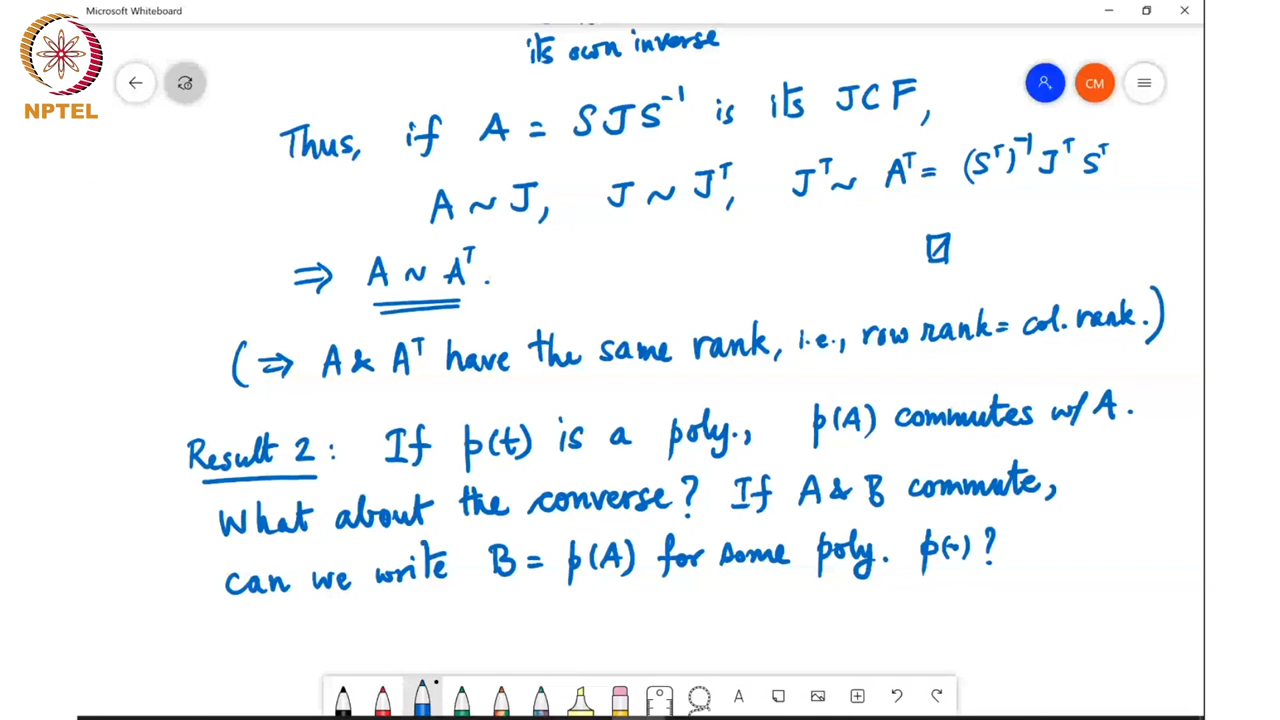 Microsoft Whiteboard
NPTEL
CM
its own inverse
Thus, if A = SJS⁻¹ is its JCF,
A ~ J, J ~ Jᵀ, Jᵀ ~ Aᵀ = (Sᵀ)⁻¹ Jᵀ Sᵀ
⇒ A ~ Aᵀ.
(⇒ A & Aᵀ have the same rank, i.e., row rank = col. rank.)
Result 2: If p(t) is a poly., p(A) commutes w/ A.
What about the converse? If A & B commute,
can we write B = p(A) for some poly. p(·)?
A